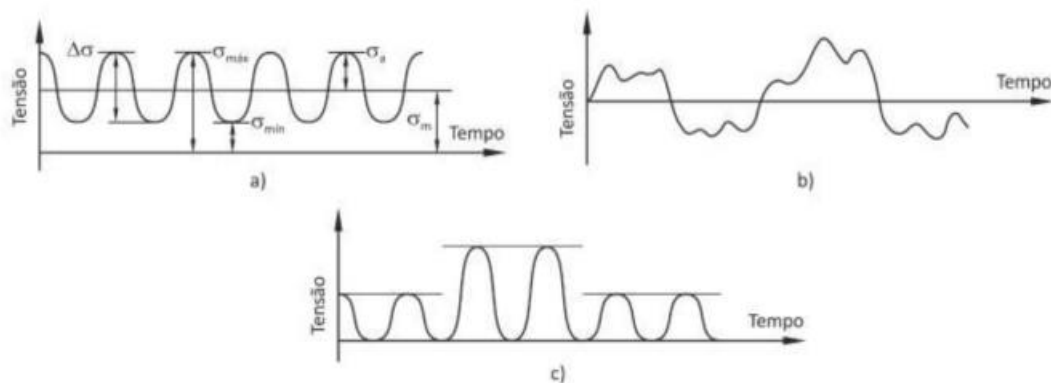 Tensão
Δσ
σmáx
σa
σmín
σm
Tempo
a)
Tensão
Tempo
b)
Tensão
Tempo
c)